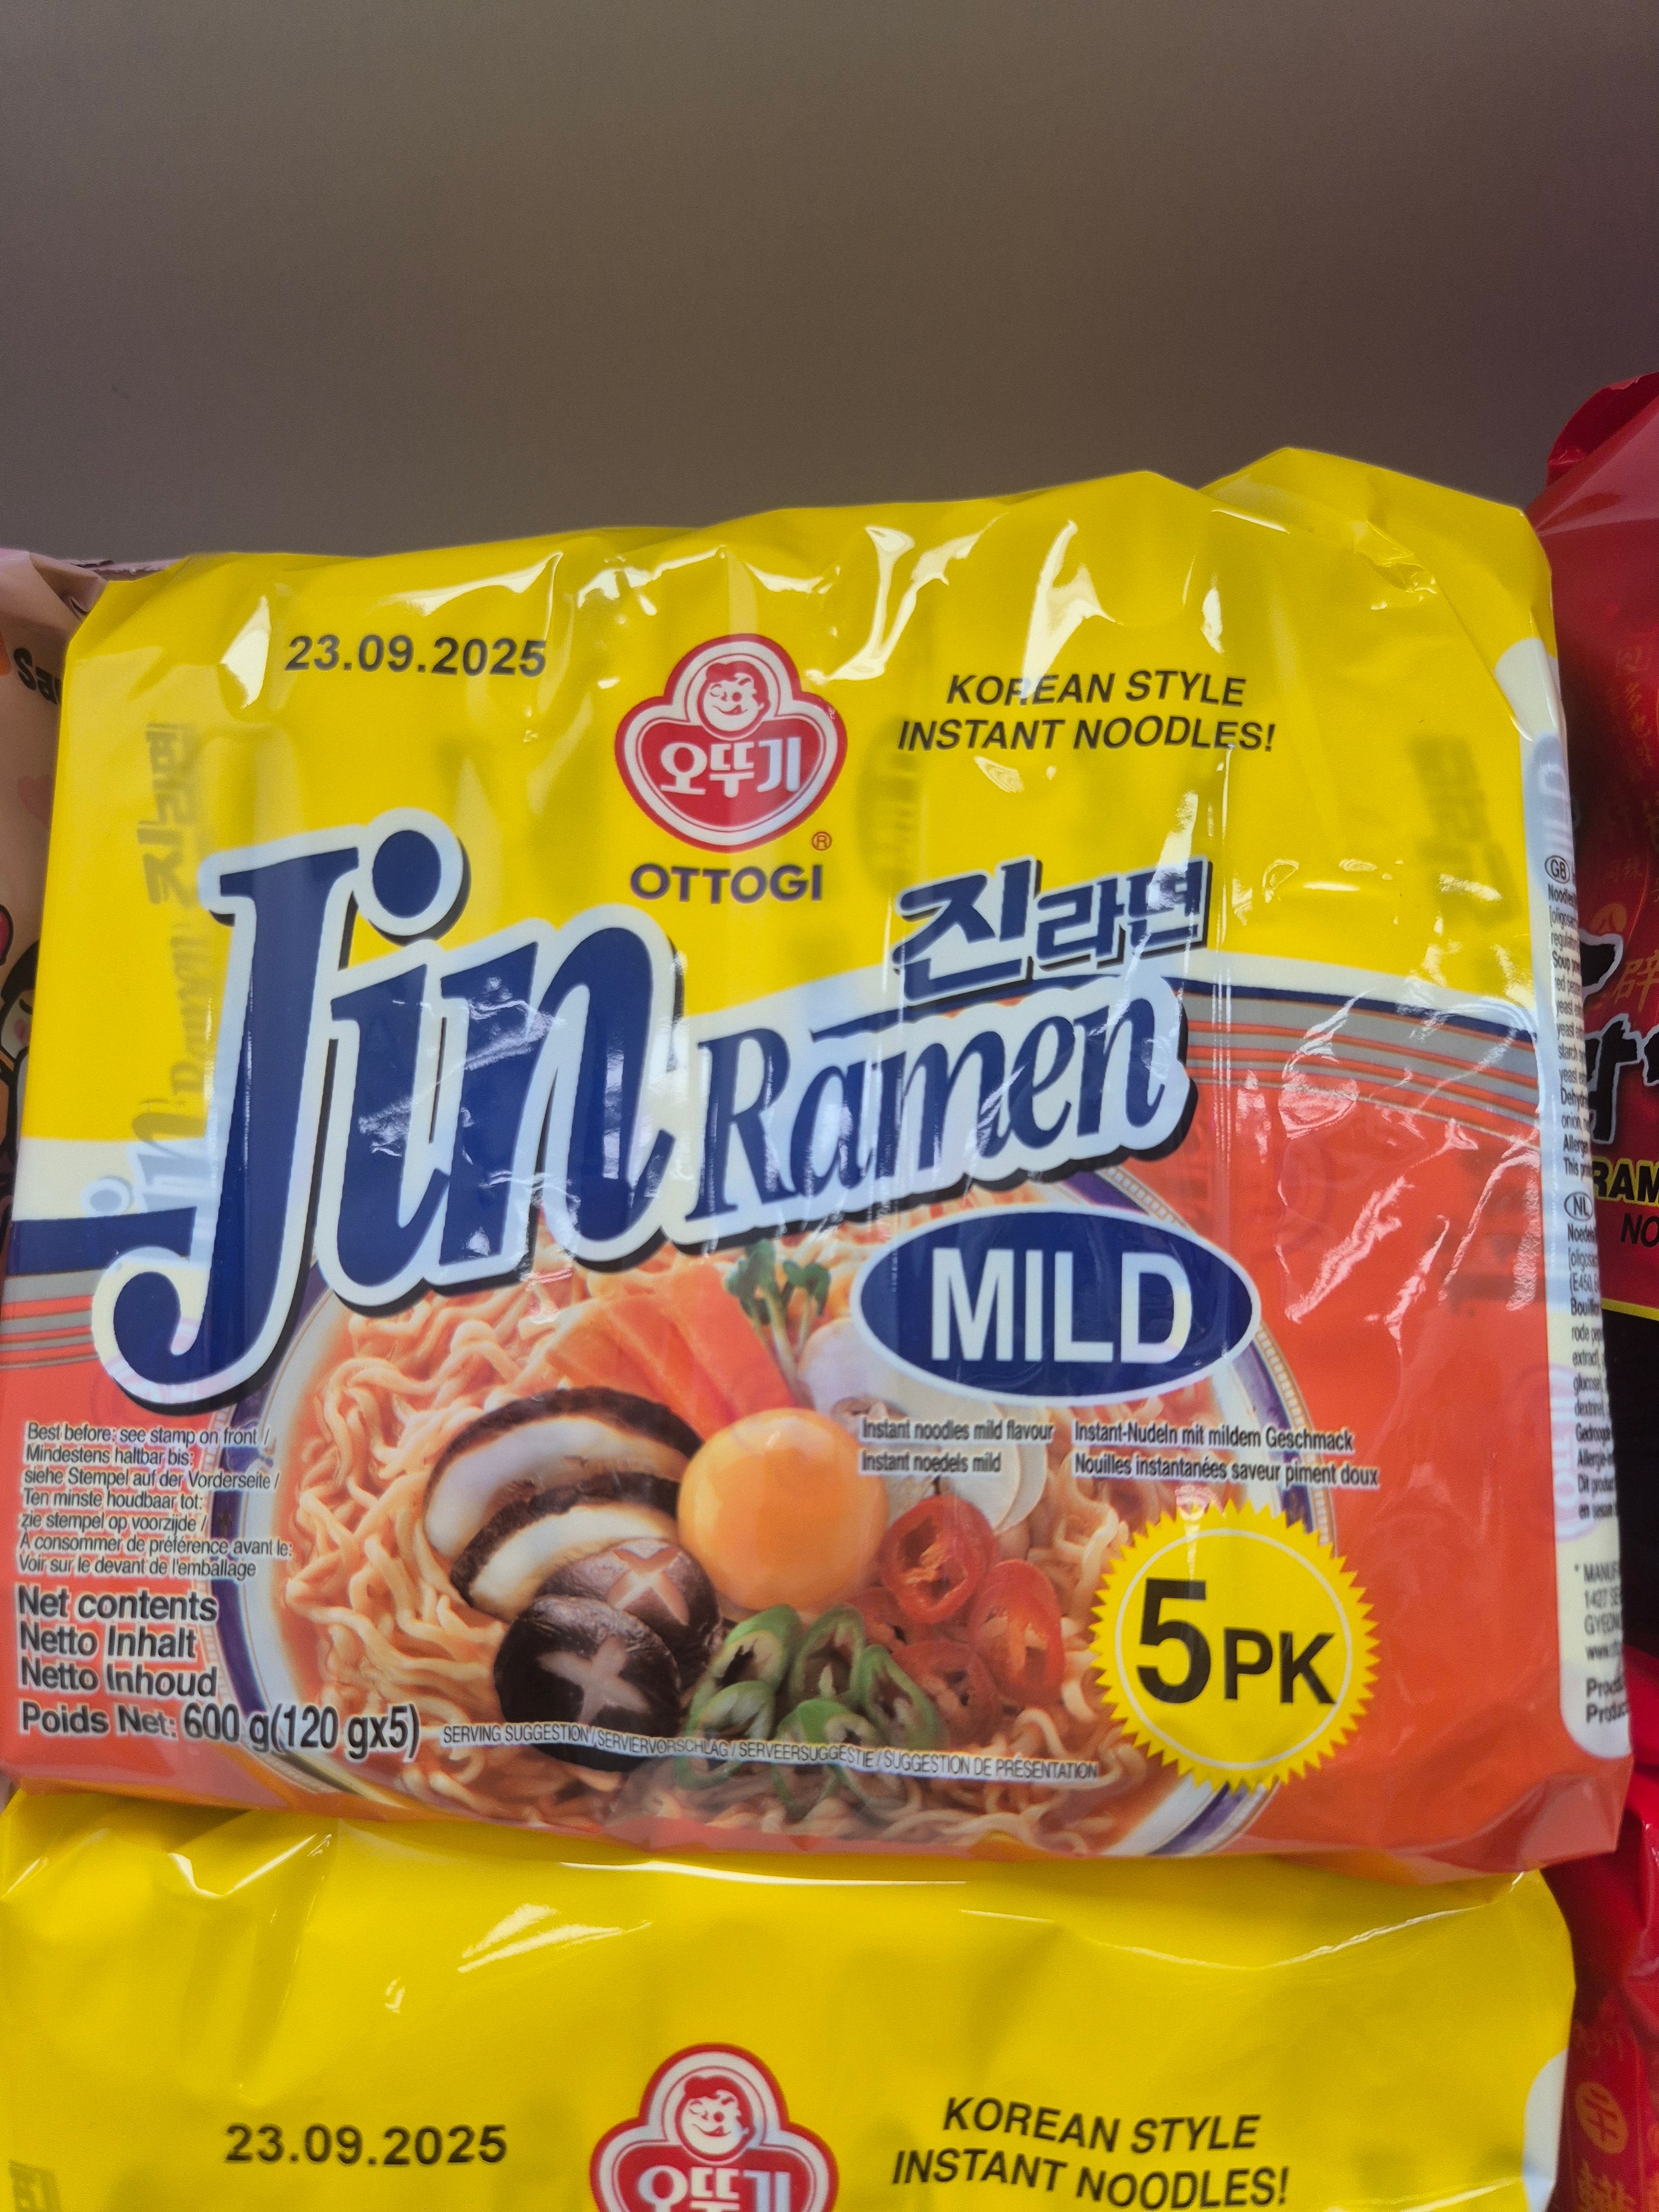 23.09.2025
오뚜기
®
OTTOGI
KOREAN STYLE
INSTANT NOODLES!
진라면
Jin Ramen
MILD
Instant noodles mild flavour
Instant noedels mild
Instant-Nudeln mit mildem Geschmack
Nouilles instantanées saveur piment doux
Best before: see stamp on front /
Mindestens haltbar bis:
siehe Stempel auf der Vorderseite /
Ten minste houdbaar tot:
zie stempel op voorzijde /
À consommer de préférence avant le:
Voir sur le devant de l'emballage
Net contents
Netto Inhalt
Netto Inhoud
Poids Net: 600 g(120 gx5)
SERVING SUGGESTION / SERVIERVORSCHLAG / SERVEERSUGGESTIE / SUGGESTION DE PRÉSENTATION
5PK
GB
NL
23.09.2025
오뚜기
KOREAN STYLE
INSTANT NOODLES!